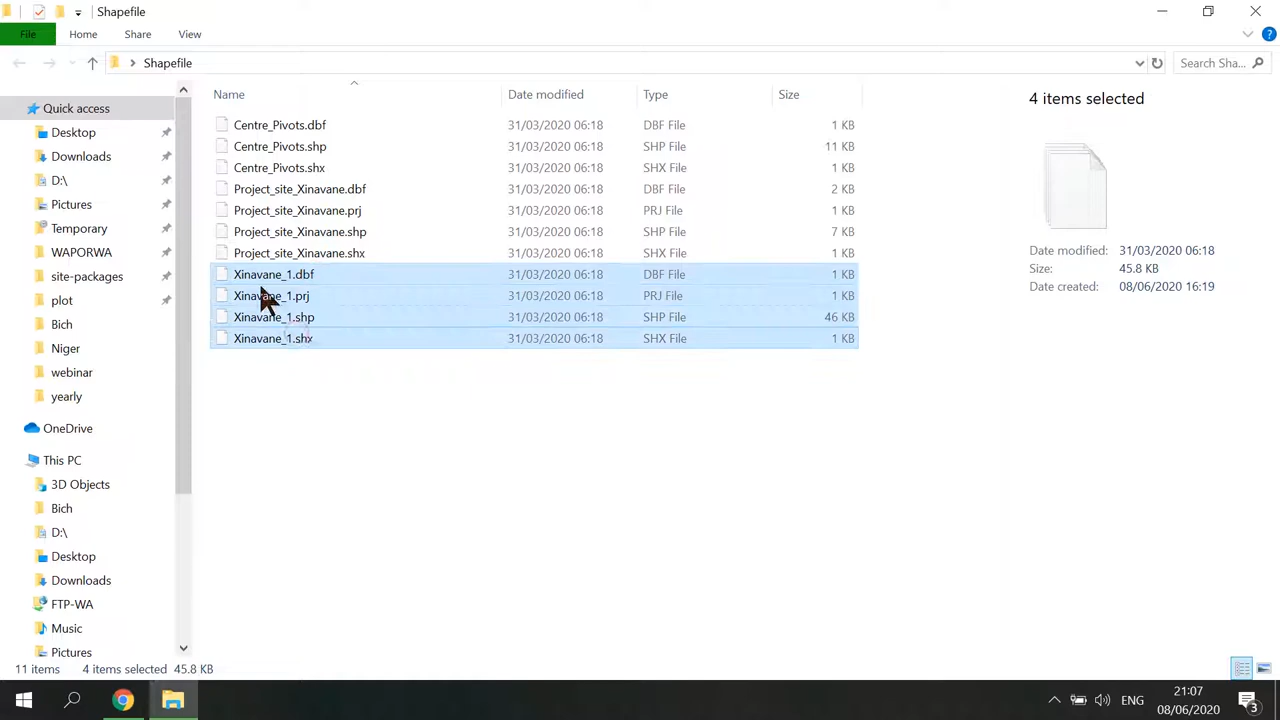 Shapefile
File Home Share View
Shapefile Search Sha...
Name Date modified Type Size
Centre_Pivots.dbf 31/03/2020 06:18 DBF File 1 KB
Centre_Pivots.shp 31/03/2020 06:18 SHP File 11 KB
Centre_Pivots.shx 31/03/2020 06:18 SHX File 1 KB
Project_site_Xinavane.dbf 31/03/2020 06:18 DBF File 2 KB
Project_site_Xinavane.prj 31/03/2020 06:18 PRJ File 1 KB
Project_site_Xinavane.shp 31/03/2020 06:18 SHP File 7 KB
Project_site_Xinavane.shx 31/03/2020 06:18 SHX File 1 KB
Xinavane_1.dbf 31/03/2020 06:18 DBF File 1 KB
Xinavane_1.prj 31/03/2020 06:18 PRJ File 1 KB
Xinavane_1.shp 31/03/2020 06:18 SHP File 46 KB
Xinavane_1.shx 31/03/2020 06:18 SHX File 1 KB
Quick access
Desktop
Downloads
D:\
Pictures
Temporary
WAPORWA
site-packages
plot
Bich
Niger
webinar
yearly
OneDrive
This PC
3D Objects
Bich
D:\
Desktop
Downloads
FTP-WA
Music
Pictures
4 items selected
Date modified: 31/03/2020 06:18
Size: 45.8 KB
Date created: 08/06/2020 16:19
11 items 4 items selected 45.8 KB
ENG 21:07
08/06/2020 3